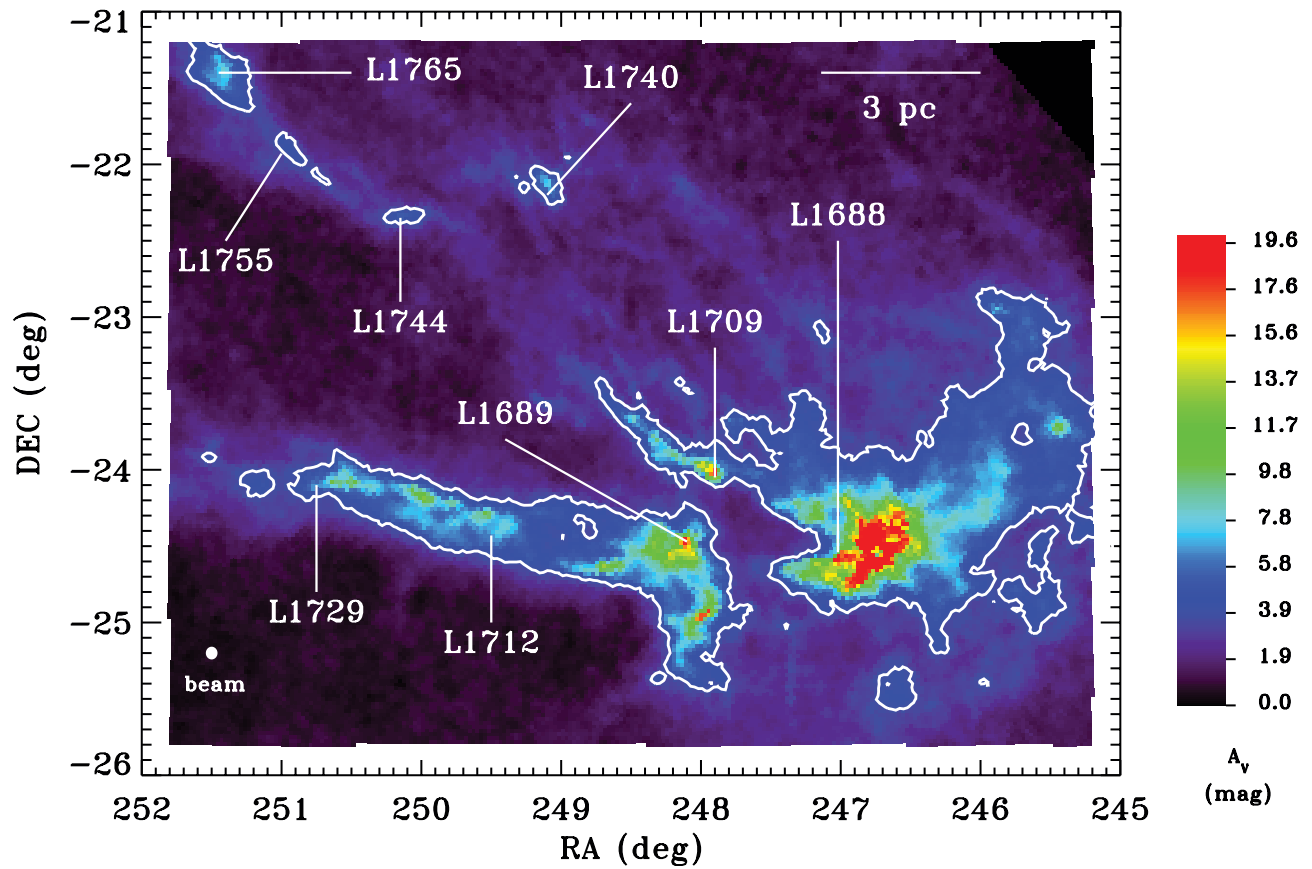 −21
L1765
L1740
3 pc
−22
L1688
L1755
19.6
17.6
L1744
L1709
−23
15.6
13.7
L1689
11.7
DEC (deg)
−24
9.8
7.8
5.8
L1729
3.9
−25
L1712
1.9
beam
0.0
−26
A_V
(mag)
252 251 250 249 248 247 246 245
RA (deg)